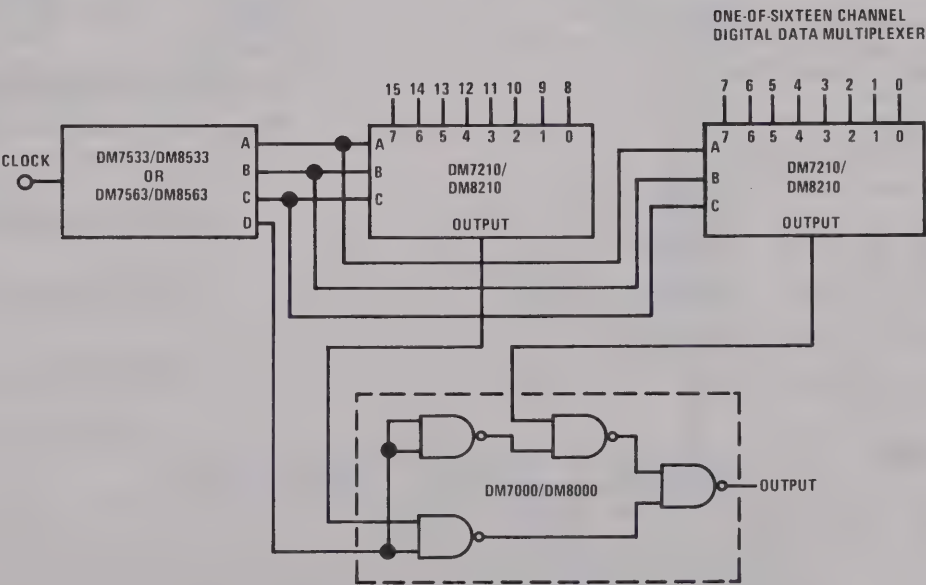 ONE-OF-SIXTEEN CHANNEL
DIGITAL DATA MULTIPLEXER
15 14 13 12 11 10 9 8
7 6 5 4 3 2 1 0
7 6 5 4 3 2 1 0
7 6 5 4 3 2 1 0
CLOCK
DM7533/DM8533
OR
DM7563/DM8563
A
B
C
D
A
B
C
DM7210/
DM8210
OUTPUT
A
B
C
DM7210/
DM8210
OUTPUT
DM7000/DM8000
OUTPUT